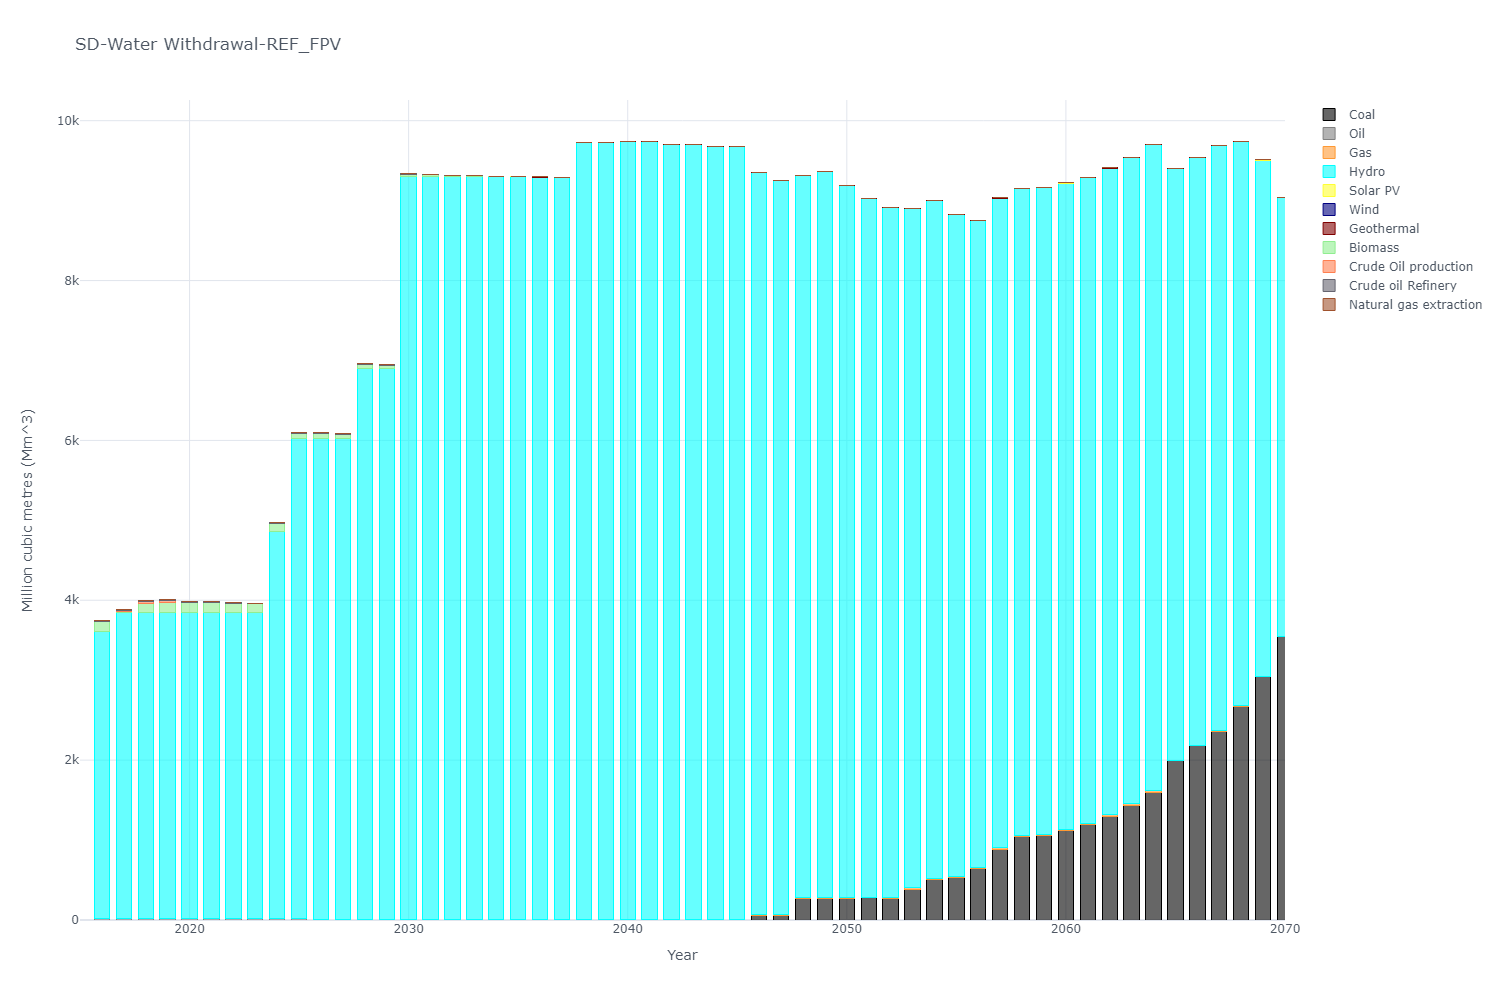 SD-Water Withdrawal-REF_FPV
10k
8k
6k
4k
2k
0
Million cubic metres (Mm^3)
2020
2030
2040
2050
2060
2070
Year
Coal
Oil
Gas
Hydro
Solar PV
Wind
Geothermal
Biomass
Crude Oil production
Crude oil Refinery
Natural gas extraction